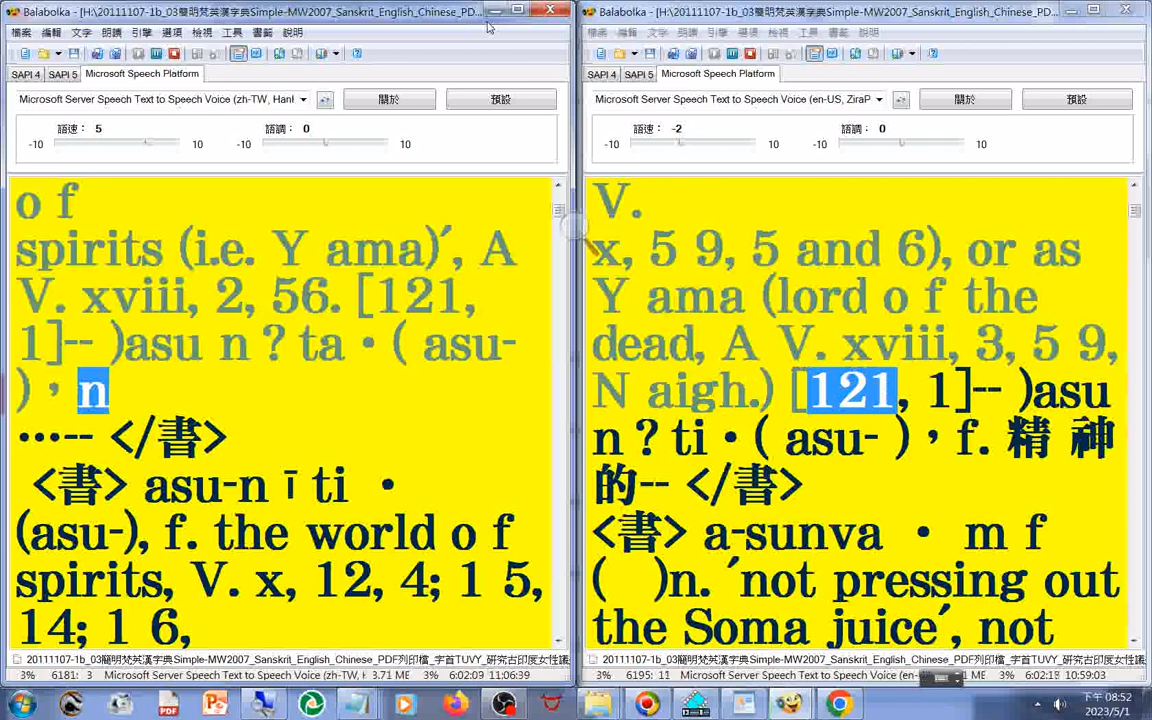 Balabolka - [H:\20111107-1b_03簡明梵英漢字典Simple-MW2007_Sanskrit_English_Chinese_PD...
檔案 編輯 文字 朗讀 引擎 選項 檢視 工具 書籤 說明
SAPI 4 SAPI 5 Microsoft Speech Platform
Microsoft Server Speech Text to Speech Voice (zh-TW, Hanl 關於 預設
語速： 5 語調： 0
-10 10 -10 10
o f
spirits (i.e. Y ama)´, A
V. xviii, 2, 56. [121,
1]-- )asu n ? ta • ( asu-
)，n
…-- </書>
<書> asu-n ī ti •
(asu-), f. the world o f
spirits, V. x, 12, 4; 1 5,
14; 1 6,
20111107-1b_03簡明梵英漢字典Simple-MW2007_Sanskrit_English_Chinese_PDF列印檔_字首TUVY_研究古印度女性議
3% 6181: 3 Microsoft Server Speech Text to Speech Voice (zh-TW, H 3.71 ME 3% 6:02:09 11:06:39
Balabolka - [H:\20111107-1b_03簡明梵英漢字典Simple-MW2007_Sanskrit_English_Chinese_PD...
檔案 編輯 文字 朗讀 引擎 選項 檢視 工具 書籤 說明
SAPI 4 SAPI 5 Microsoft Speech Platform
Microsoft Server Speech Text to Speech Voice (en-US, ZiraP 關於 預設
語速： -2 語調： 0
-10 10 -10 10
V.
x, 5 9, 5 and 6), or as
Y ama (lord o f the
dead, A V. xviii, 3, 5 9,
N aigh.) [121, 1]-- )asu
n ? ti • ( asu- )，f. 精 神
的-- </書>
<書> a-sunva • m f
( )n. ´not pressing out
the Soma juice´, not
20111107-1b_03簡明梵英漢字典Simple-MW2007_Sanskrit_English_Chinese_PDF列印檔_字首TUVY_研究古印度女性議
3% 6195: 11 Microsoft Server Speech Text to Speech Voice 3% 6:02:19 10:59:03
PDF
下午 08:52
2023/5/1